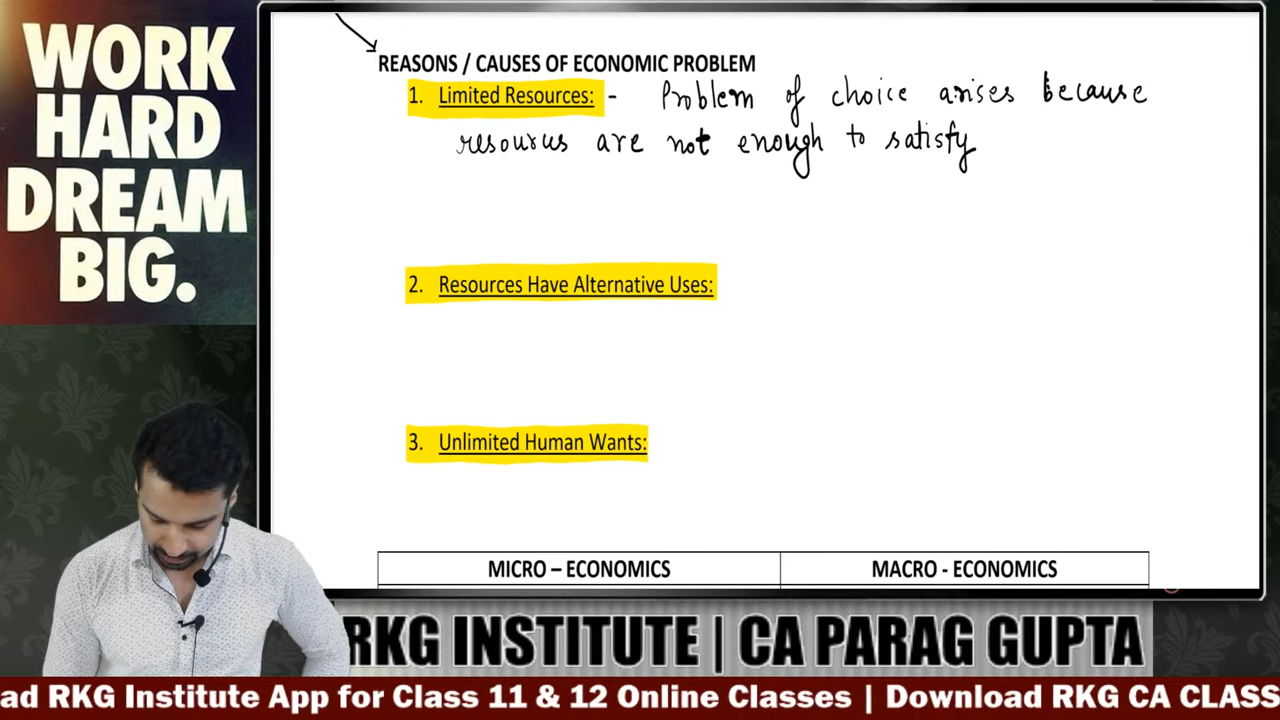 WORK
HARD
DREAM
BIG.
REASONS / CAUSES OF ECONOMIC PROBLEM
1. Limited Resources: - Problem of choice arises because
resources are not enough to satisfy
2. Resources Have Alternative Uses:
3. Unlimited Human Wants:
MICRO – ECONOMICS MACRO - ECONOMICS
RKG INSTITUTE | CA PARAG GUPTA
ad RKG Institute App for Class 11 & 12 Online Classes | Download RKG CA CLASS